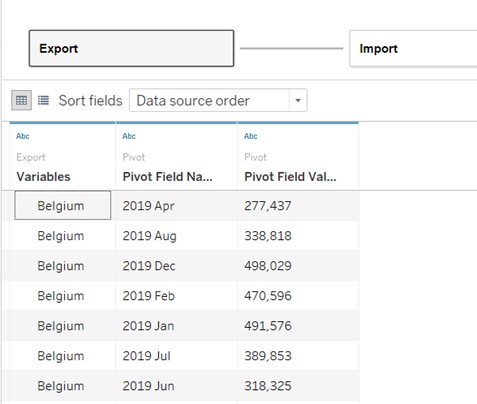 Export Import
Sort fields Data source order
Abc Abc Abc
Export Pivot Pivot
Variables Pivot Field Na... Pivot Field Val...
Belgium 2019 Apr 277,437
Belgium 2019 Aug 338,818
Belgium 2019 Dec 498,029
Belgium 2019 Feb 470,596
Belgium 2019 Jan 491,576
Belgium 2019 Jul 389,853
Belgium 2019 Jun 318,325